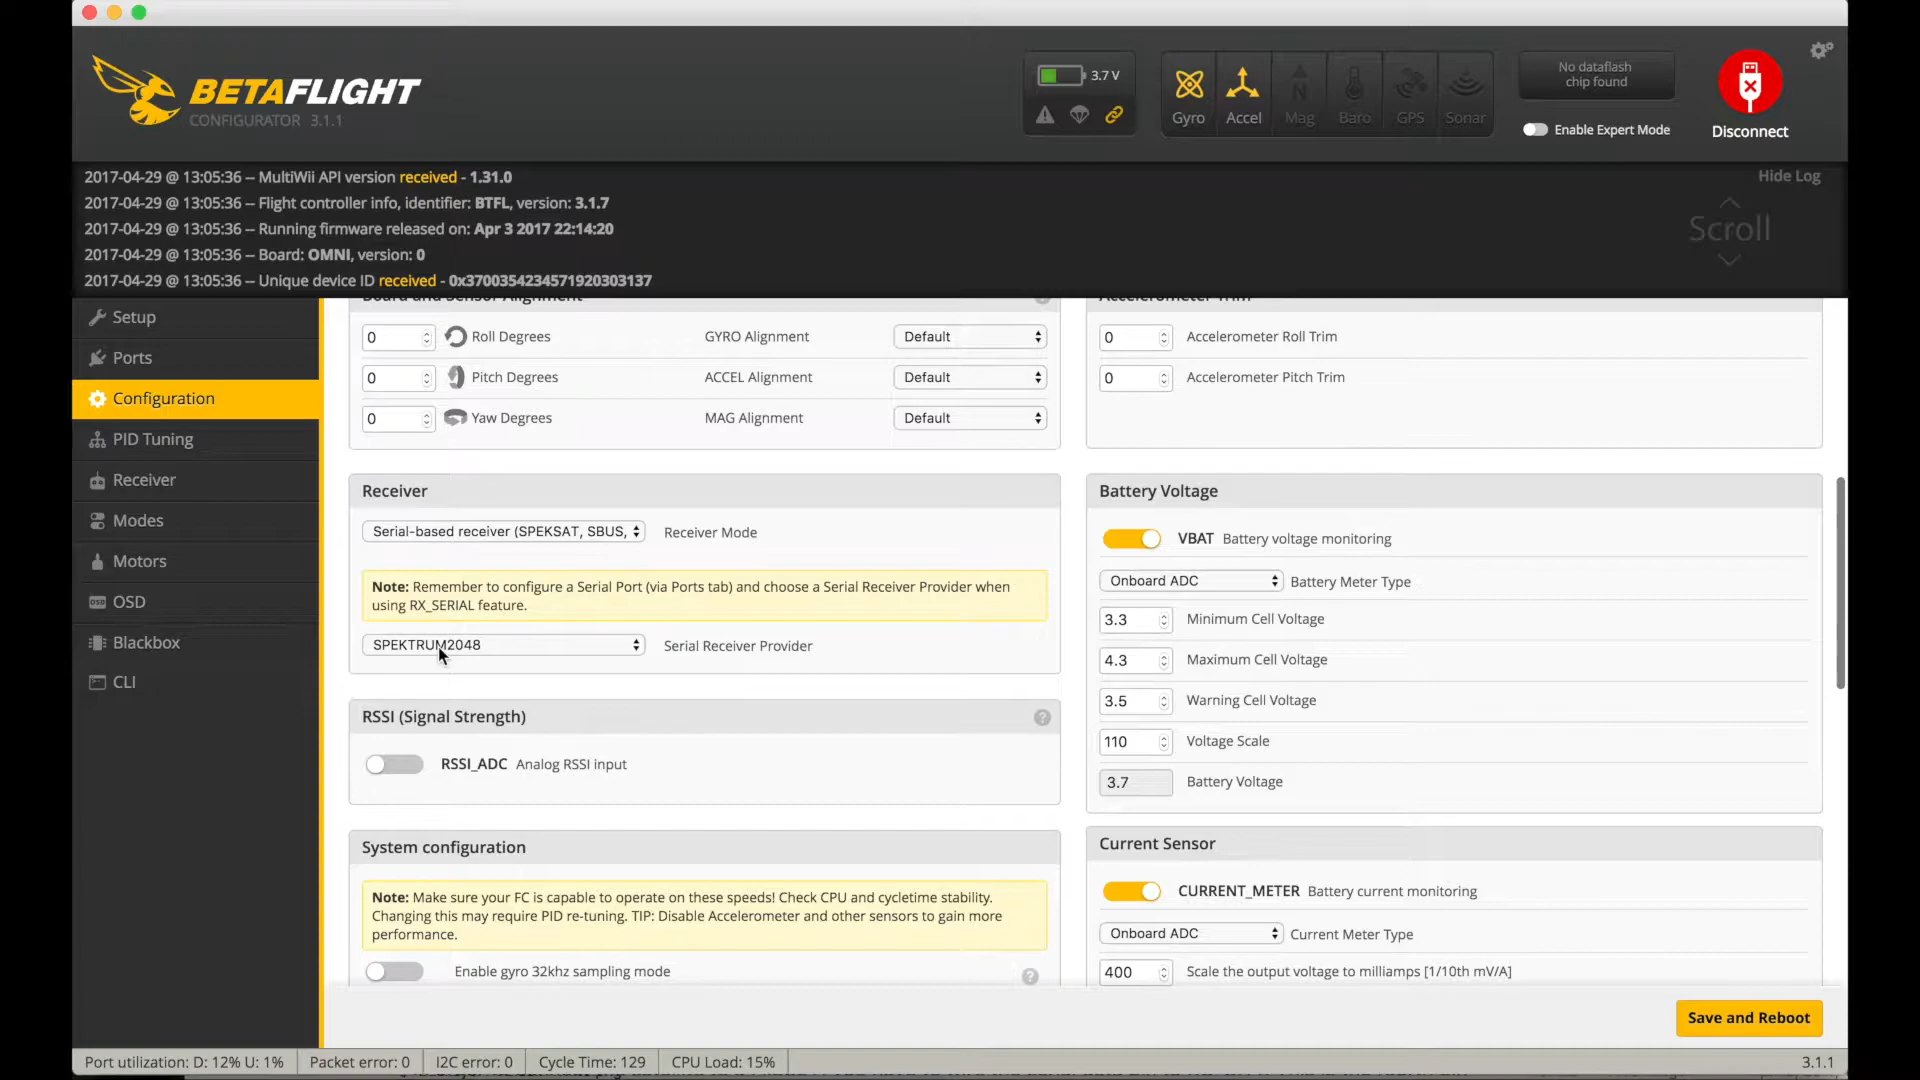 BETAFLIGHT
CONFIGURATOR 3.1.1
3.7 V
Gyro
Accel
Mag
Baro
GPS
Sonar
No dataflash
chip found
Enable Expert Mode
Disconnect
2017-04-29 @ 13:05:36 -- MultiWii API version received - 1.31.0
2017-04-29 @ 13:05:36 -- Flight controller info, identifier: BTFL, version: 3.1.7
2017-04-29 @ 13:05:36 -- Running firmware released on: Apr 3 2017 22:14:20
2017-04-29 @ 13:05:36 -- Board: OMNI, version: 0
2017-04-29 @ 13:05:36 -- Unique device ID received - 0x3700354234571920303137
Hide Log
Scroll
Setup
Ports
Configuration
PID Tuning
Receiver
Modes
Motors
OSD
Blackbox
CLI
Board and Sensor Alignment
0 Roll Degrees GYRO Alignment Default
0 Pitch Degrees ACCEL Alignment Default
0 Yaw Degrees MAG Alignment Default
Accelerometer Trim
0 Accelerometer Roll Trim
0 Accelerometer Pitch Trim
Receiver
Serial-based receiver (SPEKSAT, SBUS, Receiver Mode
Note: Remember to configure a Serial Port (via Ports tab) and choose a Serial Receiver Provider when
using RX_SERIAL feature.
SPEKTRUM2048 Serial Receiver Provider
RSSI (Signal Strength)
RSSI_ADC Analog RSSI input
System configuration
Note: Make sure your FC is capable to operate on these speeds! Check CPU and cycletime stability.
Changing this may require PID re-tuning. TIP: Disable Accelerometer and other sensors to gain more
performance.
Enable gyro 32khz sampling mode
Battery Voltage
VBAT Battery voltage monitoring
Onboard ADC Battery Meter Type
3.3 Minimum Cell Voltage
4.3 Maximum Cell Voltage
3.5 Warning Cell Voltage
110 Voltage Scale
3.7 Battery Voltage
Current Sensor
CURRENT_METER Battery current monitoring
Onboard ADC Current Meter Type
400 Scale the output voltage to milliamps [1/10th mV/A]
Save and Reboot
Port utilization: D: 12% U: 1%
Packet error: 0
I2C error: 0
Cycle Time: 129
CPU Load: 15%
3.1.1